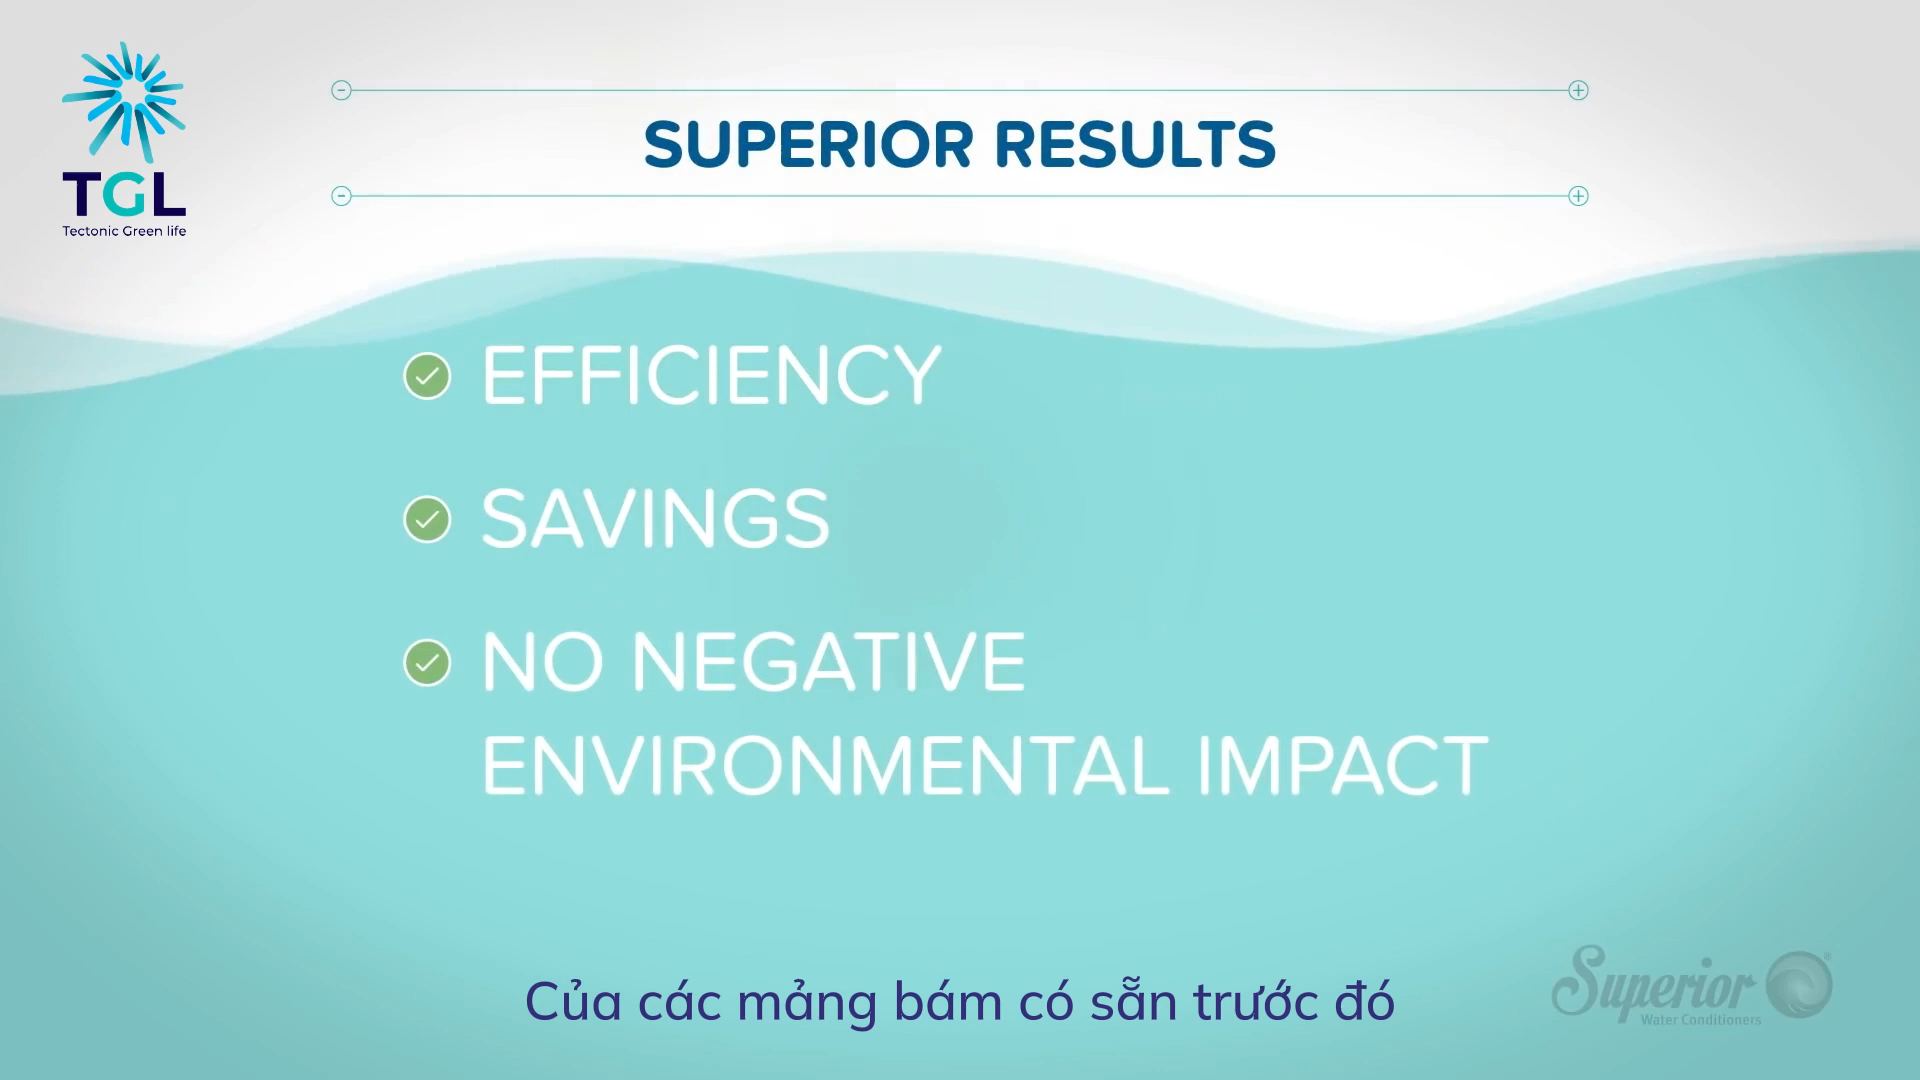 TGL
Tectonic Green life
SUPERIOR RESULTS
EFFICIENCY
SAVINGS
NO NEGATIVE
ENVIRONMENTAL IMPACT
Superior
Water Conditioners
Của các mảng bám có sẵn trước đó